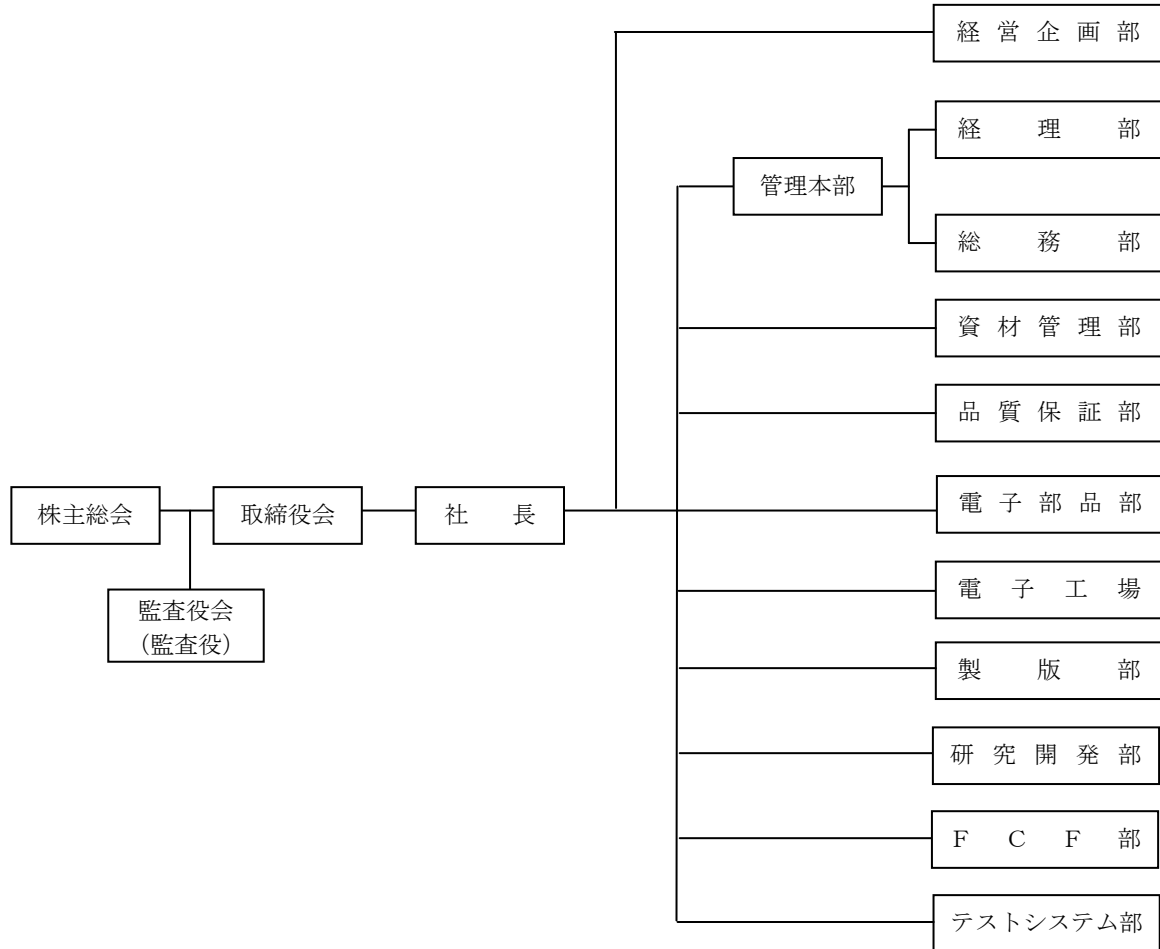 経営企画部
経理部
管理本部
総務部
資材管理部
品質保証部
株主総会
取締役会
社長
電子部品部
監査役会
（監査役）
電子工場
製版部
研究開発部
ＦＣＦ部
テストシステム部